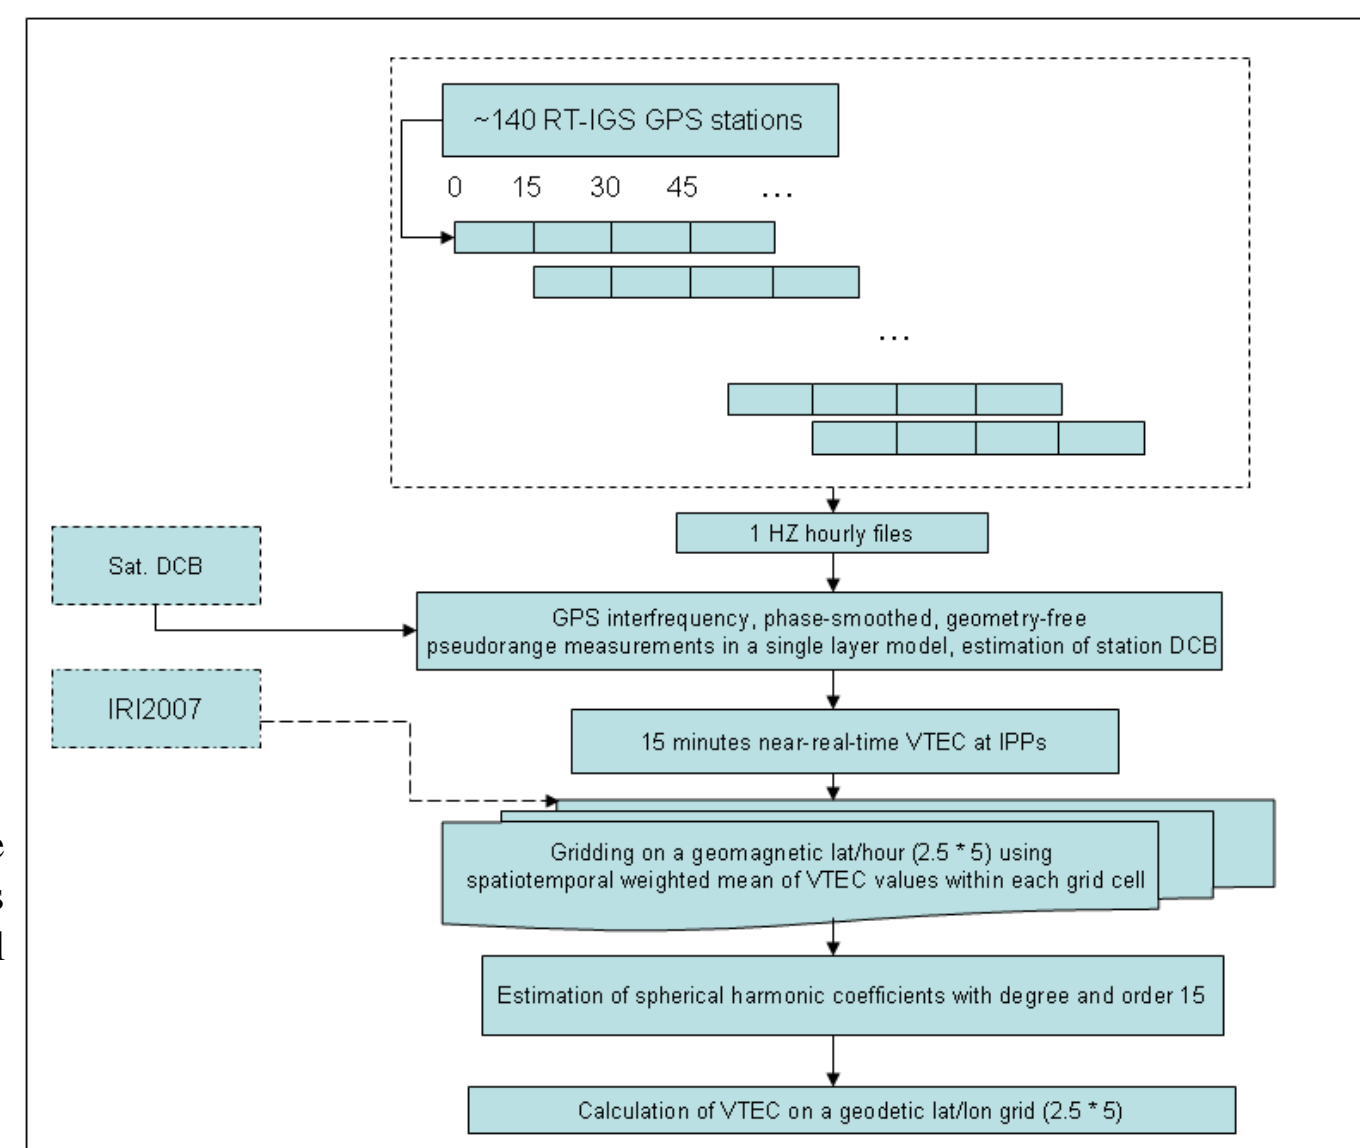 ~140 RT-IGS GPS stations
0 15 30 45 ...
...
1 HZ hourly files
Sat. DCB
GPS interfrequency, phase-smoothed, geometry-free
pseudorange measurements in a single layer model, estimation of station DCB
IRI2007
15 minutes near-real-time VTEC at IPPs
Gridding on a geomagnetic lat/hour (2.5 * 5) using
spatiotemporal weighted mean of VTEC values within each grid cell
Estimation of spherical harmonic coefficients with degree and order 15
Calculation of VTEC on a geodetic lat/lon grid (2.5 * 5)